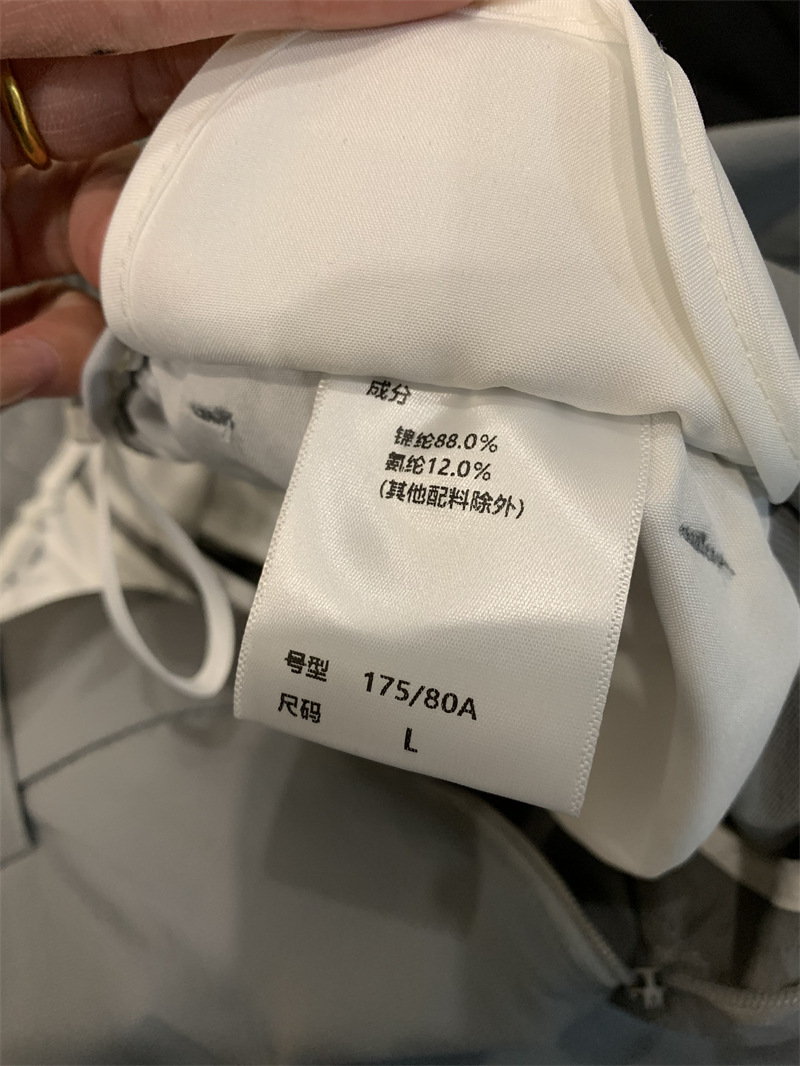 成分
锦纶88.0%
氨纶12.0%
(其他配料除外)
号型 175/80A
尺码 L